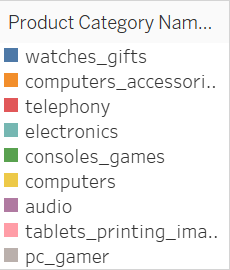 Product Category Nam...
watches_gifts
computers_accessori..
telephony
electronics
consoles_games
computers
audio
tablets_printing_ima..
pc_gamer